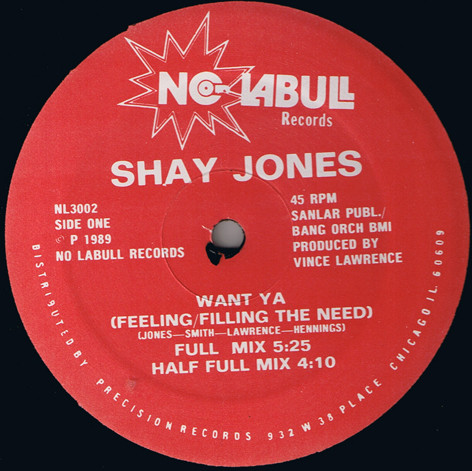 NO LABULL
Records
SHAY JONES
NL3002
SIDE ONE
℗ P 1989
NO LABULL RECORDS
45 RPM
SANLAR PUBL./
BANG ORCH BMI
PRODUCED BY
VINCE LAWRENCE
WANT YA
(FEELING/FILLING THE NEED)
(JONES—SMITH—LAWRENCE—HENNINGS)
FULL MIX 5:25
HALF FULL MIX 4:10
DISTRIBUTED BY PRECISION RECORDS 932 W 38 PLACE CHICAGO IL. 60609